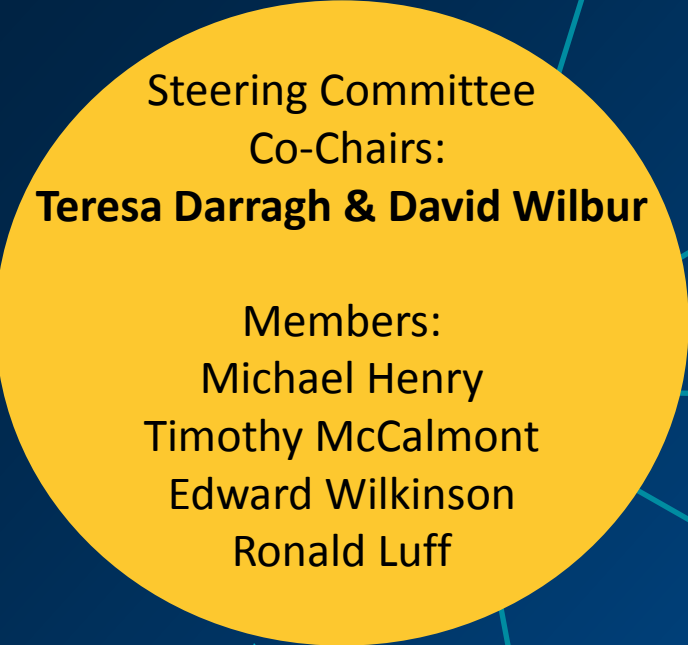 Steering Committee
Co-Chairs:
Teresa Darragh & David Wilbur
Members:
Michael Henry
Timothy McCalmont
Edward Wilkinson
Ronald Luff